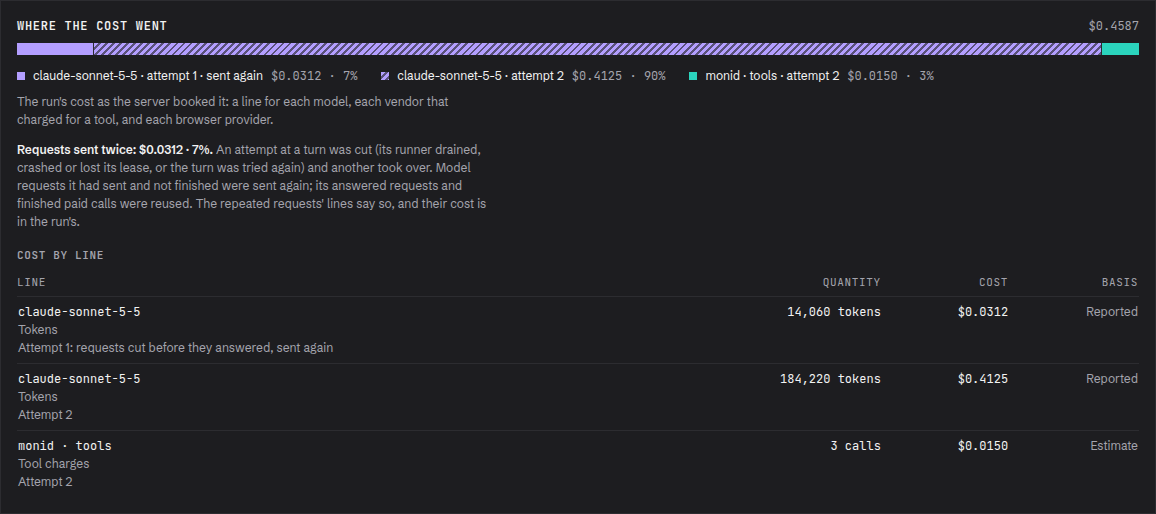 WHERE THE COST WENT $0.4587
claude-sonnet-5-5 · attempt 1 · sent again $0.0312 · 7% claude-sonnet-5-5 · attempt 2 $0.4125 · 90% monid · tools · attempt 2 $0.0150 · 3%
The run's cost as the server booked it: a line for each model, each vendor that
charged for a tool, and each browser provider.
Requests sent twice: $0.0312 · 7%. An attempt at a turn was cut (its runner drained,
crashed or lost its lease, or the turn was tried again) and another took over. Model
requests it had sent and not finished were sent again; its answered requests and
finished paid calls were reused. The repeated requests' lines say so, and their cost is
in the run's.
COST BY LINE
LINE QUANTITY COST BASIS
claude-sonnet-5-5 14,060 tokens $0.0312 Reported
Tokens
Attempt 1: requests cut before they answered, sent again
claude-sonnet-5-5 184,220 tokens $0.4125 Reported
Tokens
Attempt 2
monid · tools 3 calls $0.0150 Estimate
Tool charges
Attempt 2